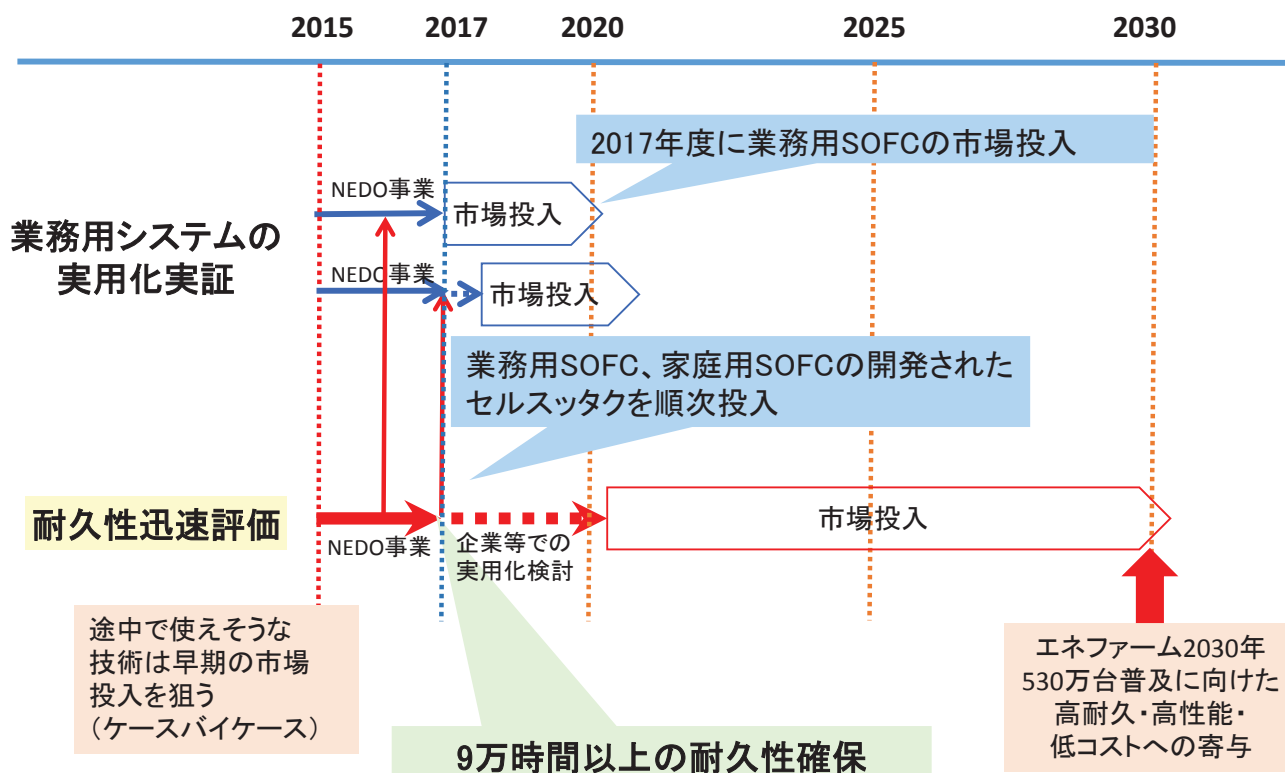 2015 2017 2020 2025 2030
2017年度に業務用SOFCの市場投入
NEDO事業
市場投入
業務用システムの
実用化実証
NEDO事業
市場投入
業務用SOFC、家庭用SOFCの開発された
セルスッタクを順次投入
耐久性迅速評価
NEDO事業
企業等での
実用化検討
市場投入
途中で使えそうな
技術は早期の市場
投入を狙う
（ケースバイケース）
9万時間以上の耐久性確保
エネファーム2030年
530万台普及に向けた
高耐久・高性能・
低コストへの寄与